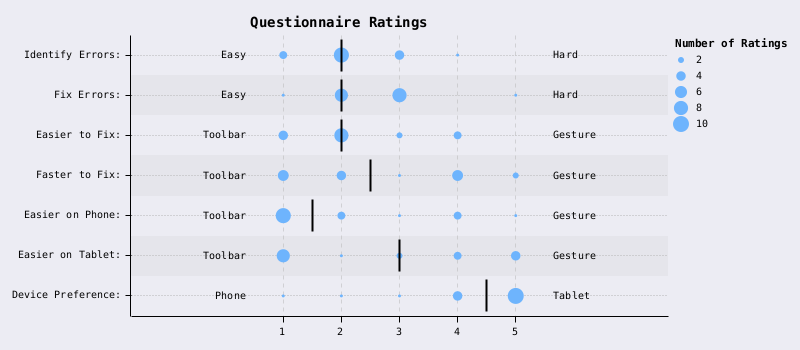 Questionnaire Ratings
Number of Ratings
2
4
6
8
10
Identify Errors: Easy Hard
Fix Errors: Easy Hard
Easier to Fix: Toolbar Gesture
Faster to Fix: Toolbar Gesture
Easier on Phone: Toolbar Gesture
Easier on Tablet: Toolbar Gesture
Device Preference: Phone Tablet
1 2 3 4 5